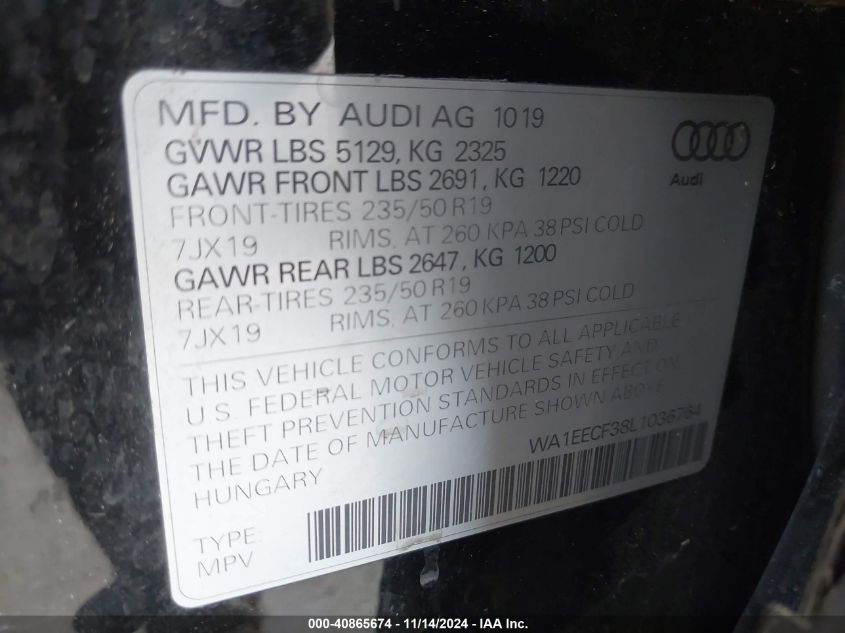 MFD. BY AUDI AG 1019
GVWR LBS 5129, KG 2325
GAWR FRONT LBS 2691, KG 1220
FRONT-TIRES 235/50 R19
7JX19 RIMS, AT 260 KPA 38 PSI COLD
GAWR REAR LBS 2647, KG 1200
REAR-TIRES 235/50 R19
7JX19 RIMS, AT 260 KPA 38 PSI COLD
THIS VEHICLE CONFORMS TO ALL APPLICABLE
U.S. FEDERAL MOTOR VEHICLE SAFETY AND
THEFT PREVENTION STANDARDS IN EFFECT ON
THE DATE OF MANUFACTURE SHOWN ABOVE
HUNGARY
WA1EECF38L1036764
TYPE:
MPV
Audi
000-40865674 - 11/14/2024 - IAAI Inc.